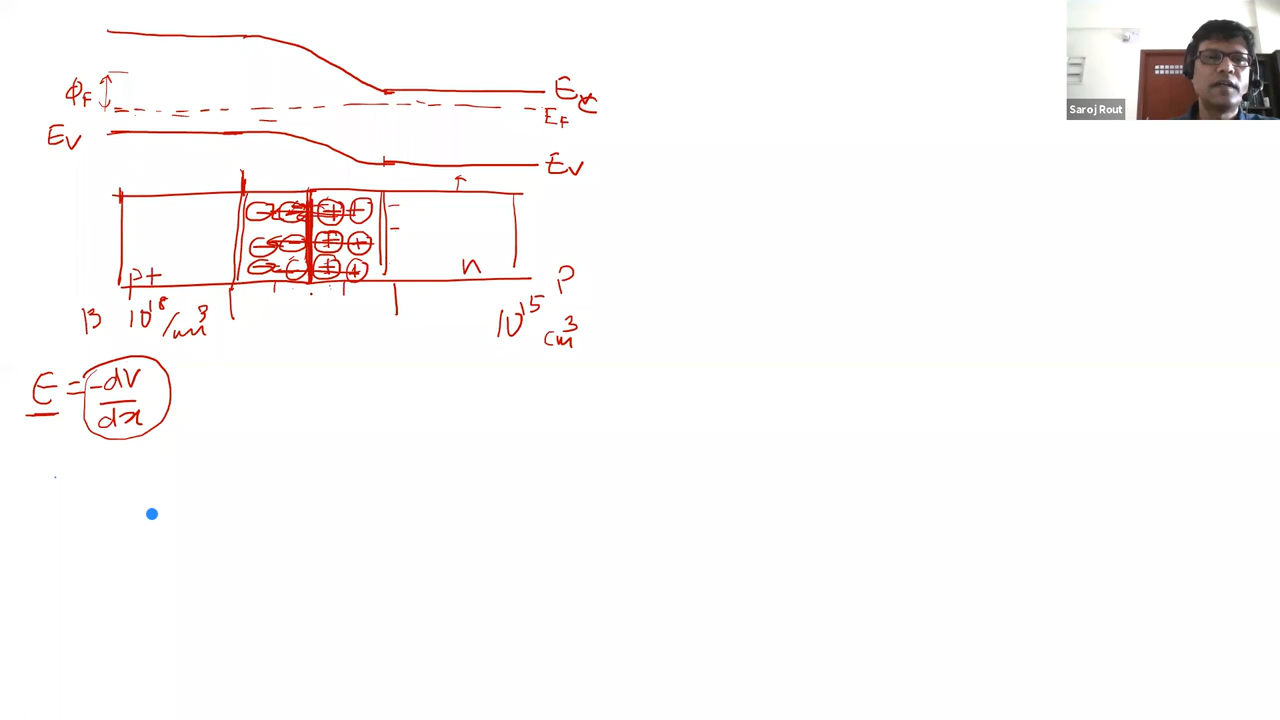 Saroj Rout
φF
Ec
EF
EV
EV
p+
n
P
B 10^18/cm^3
10^15 cm^3
E = -dV/dx